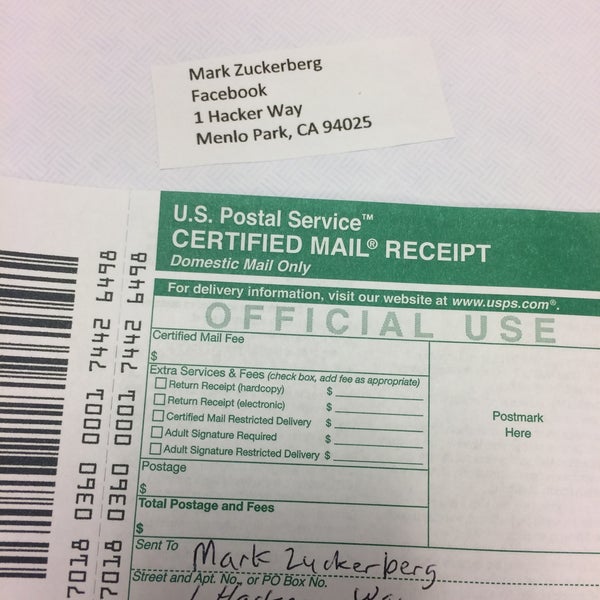 Mark Zuckerberg
Facebook
1 Hacker Way
Menlo Park, CA 94025
U.S. Postal Service™
CERTIFIED MAIL® RECEIPT
Domestic Mail Only
For delivery information, visit our website at www.usps.com®.
OFFICIAL USE
Certified Mail Fee
$
Extra Services & Fees (check box, add fee as appropriate)
Return Receipt (hardcopy) $
Return Receipt (electronic) $
Certified Mail Restricted Delivery $
Adult Signature Required $
Adult Signature Restricted Delivery $
Postage
$
Total Postage and Fees
$
Postmark
Here
Sent To
Mark Zuckerberg
Street and Apt. No., or PO Box No.
1 Hacker Way
7018 0360 0001 7442 6498
7018 0360 0001 7442 6498